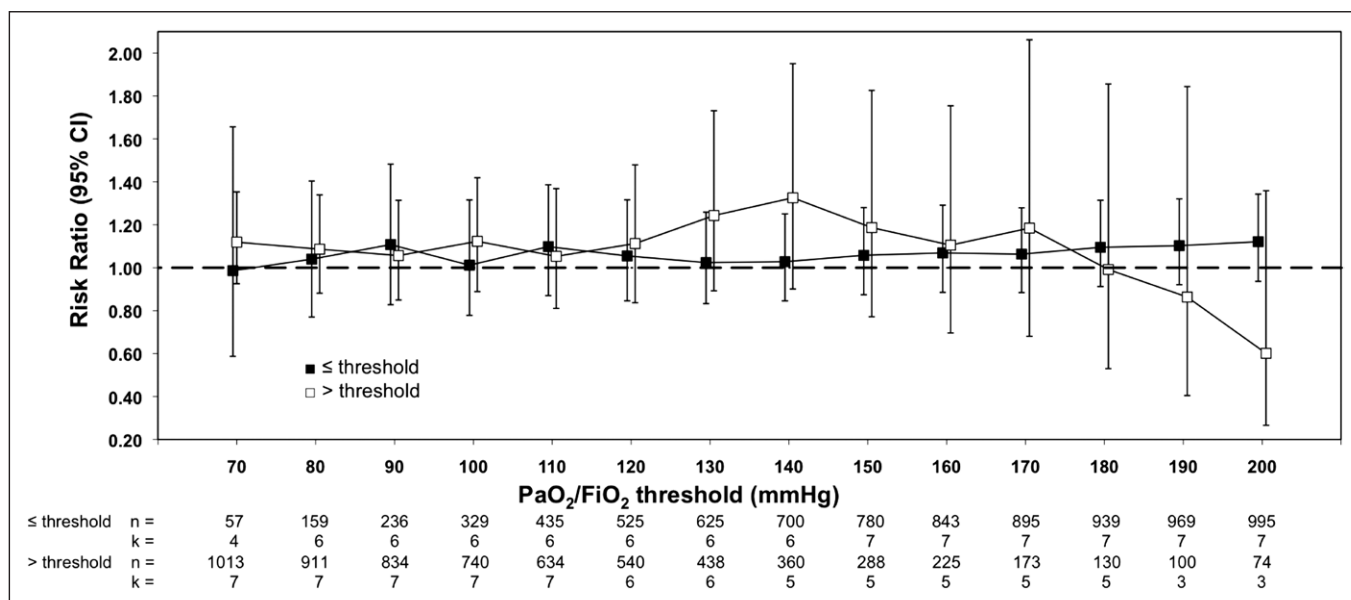 2.00
1.80
1.60
1.40
1.20
1.00
0.80
0.60
0.40
0.20
Risk Ratio (95% CI)
■ ≤ threshold
□ > threshold
70 80 90 100 110 120 130 140 150 160 170 180 190 200
PaO₂/FiO₂ threshold (mmHg)
≤ threshold n = 57 159 236 329 435 525 625 700 780 843 895 939 969 995
k = 4 6 6 6 6 6 6 6 7 7 7 7 7 7
> threshold n = 1013 911 834 740 634 540 438 360 288 225 173 130 100 74
k = 7 7 7 7 7 6 6 5 5 5 5 5 3 3